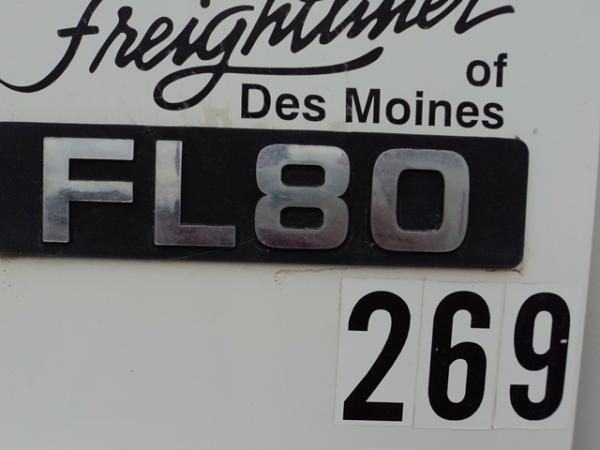 Freightliner
of
Des Moines
FL80
269